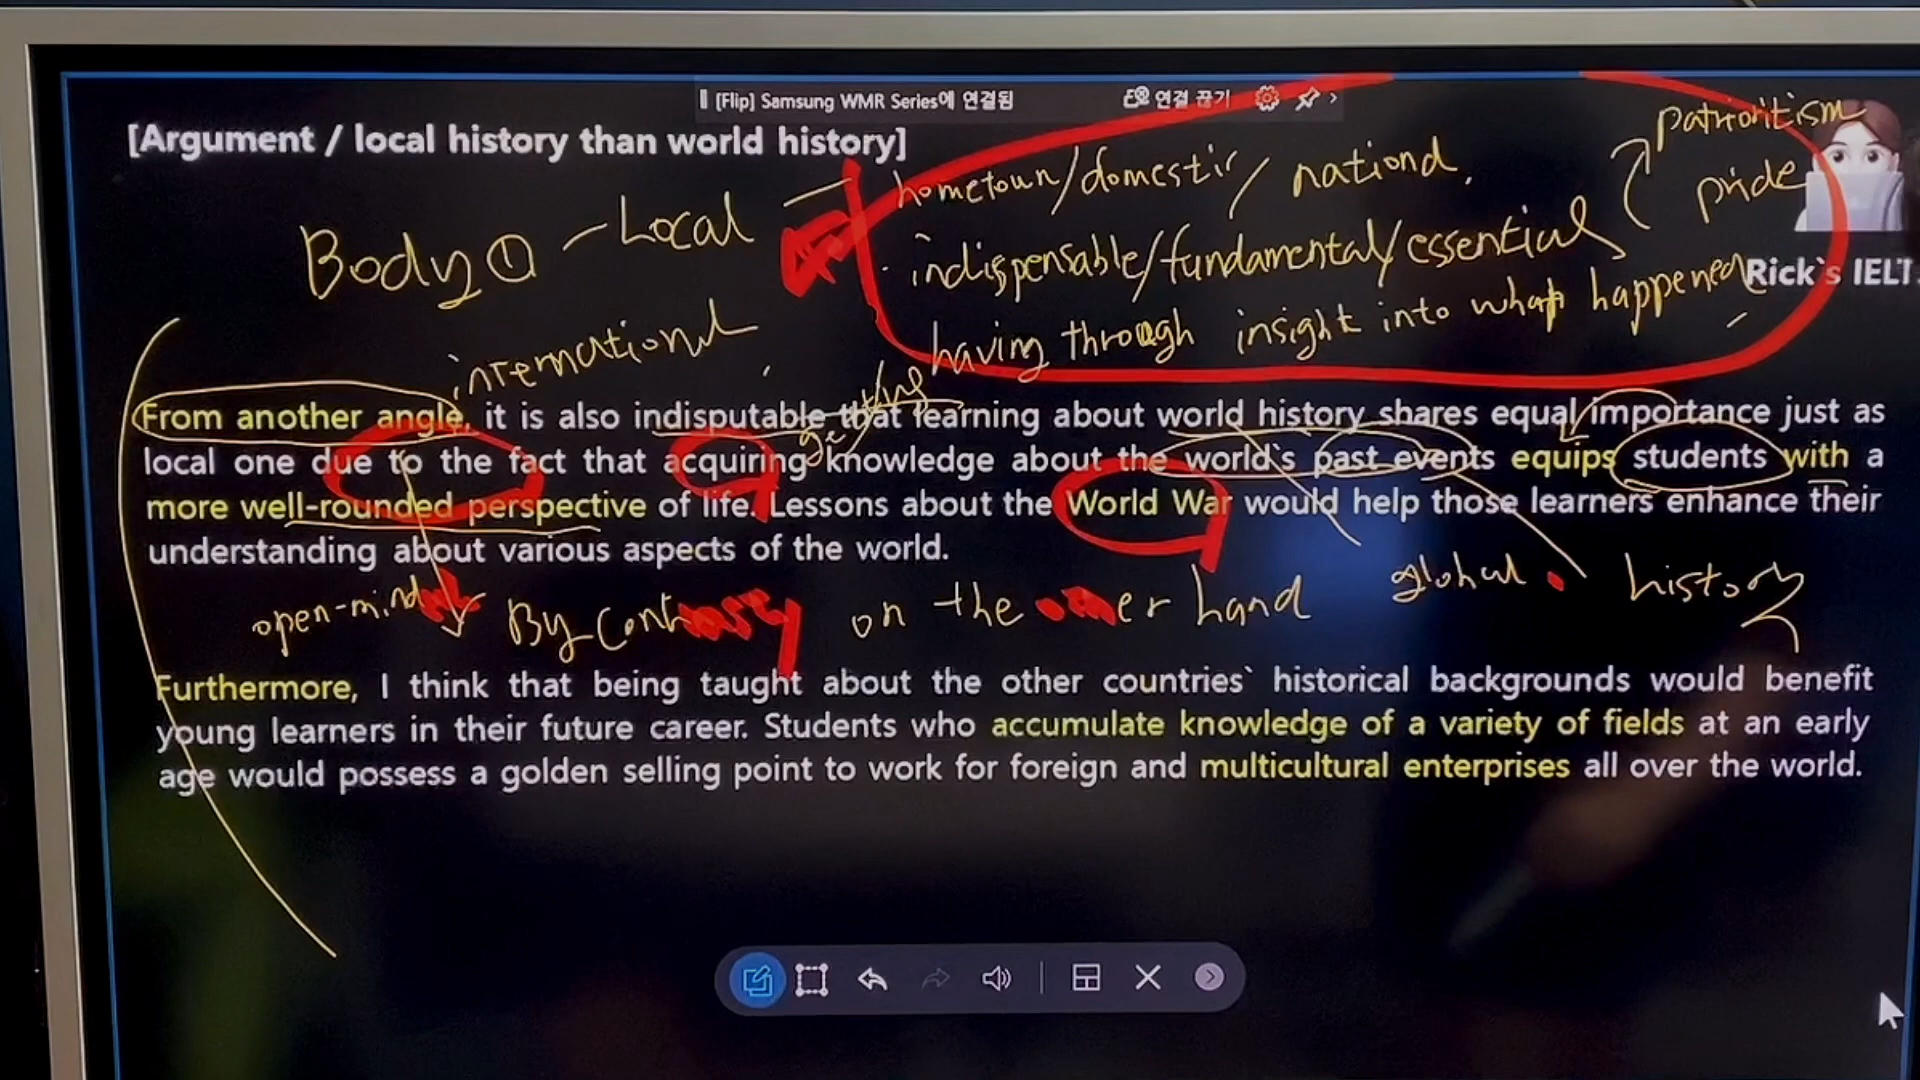 [Flip] Samsung WMR Series에 연결됨 연결 끊기
[Argument / local history than world history]
patrioritism
hometown/domestic/ national.
pride
Body① - Local
indispensable/fundamental/essential
Rick`s IELT
having through insight into what happened
international
getting
From another angle, it is also indisputable that learning about world history shares equal importance just as
local one due to the fact that acquiring knowledge about the world`s past events equips students with a
more well-rounded perspective of life. Lessons about the World War would help those learners enhance their
understanding about various aspects of the world.
open-mind By contrary on the other hand global history
Furthermore, I think that being taught about the other countries` historical backgrounds would benefit
young learners in their future career. Students who accumulate knowledge of a variety of fields at an early
age would possess a golden selling point to work for foreign and multicultural enterprises all over the world.